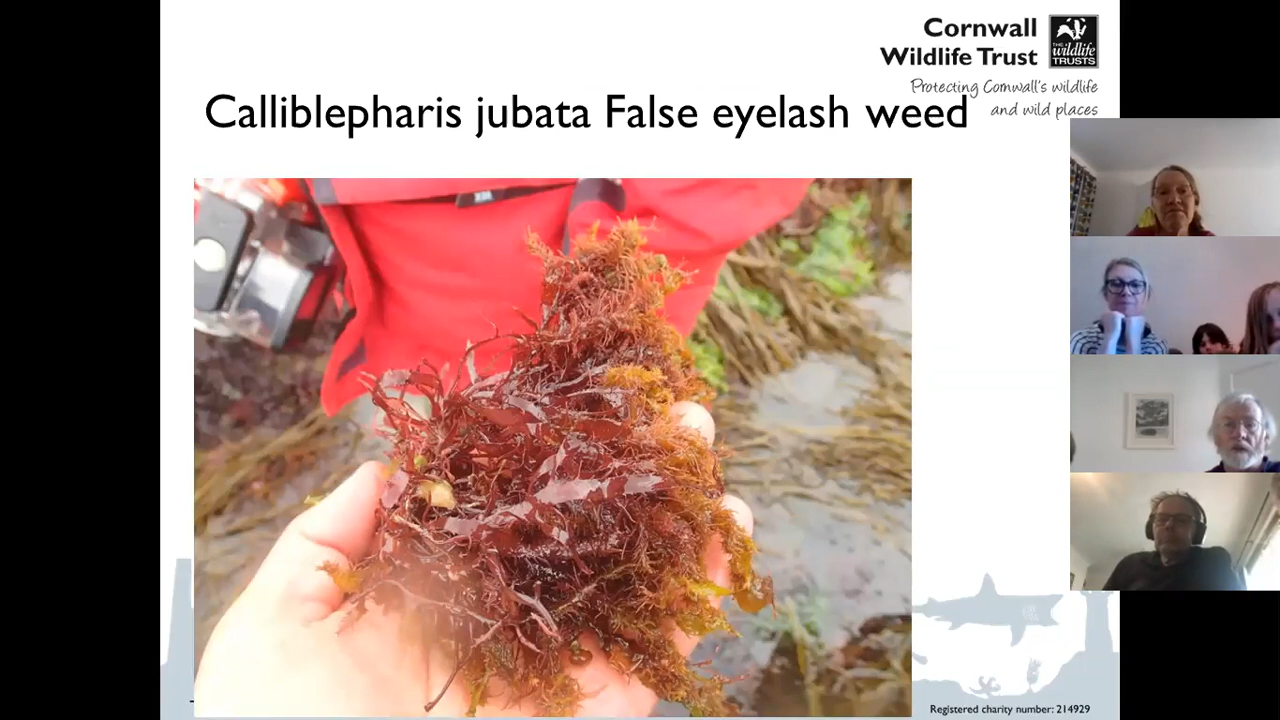 Cornwall
Wildlife Trust
THE
wildlife
TRUSTS
Protecting Cornwall's wildlife
and wild places
Calliblepharis jubata False eyelash weed
Registered charity number: 214929